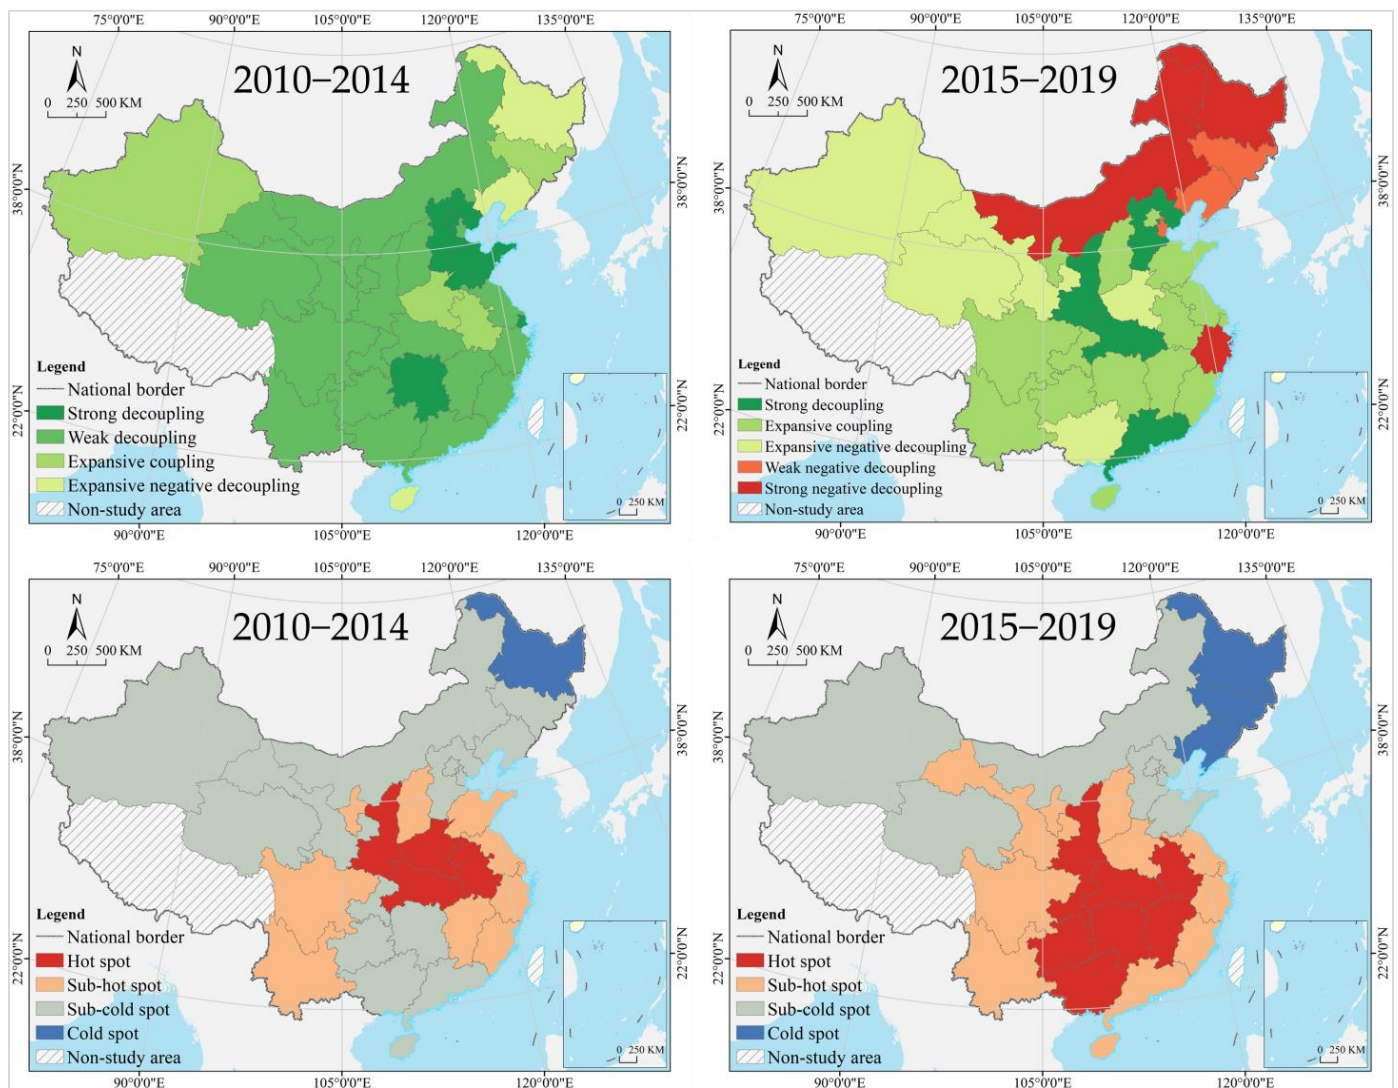 75°0'0"E 90°0'0"E 105°0'0"E 120°0'0"E 135°0'0"E
N
0 250 500 KM
2010–2014
38°0'0"N
22°0'0"N
Legend
National border
Strong decoupling
Weak decoupling
Expansive coupling
Expansive negative decoupling
Non-study area
0 250 KM
90°0'0"E 105°0'0"E 120°0'0"E
75°0'0"E 90°0'0"E 105°0'0"E 120°0'0"E 135°0'0"E
N
0 250 500 KM
2015–2019
38°0'0"N
38°0'0"N
22°0'0"N
22°0'0"N
Legend
National border
Strong decoupling
Expansive coupling
Expansive negative decoupling
Weak negative decoupling
Strong negative decoupling
Non-study area
0 250 KM
90°0'0"E 105°0'0"E 120°0'0"E
75°0'0"E 90°0'0"E 105°0'0"E 120°0'0"E 135°0'0"E
N
0 250 500 KM
2010–2014
38°0'0"N
22°0'0"N
Legend
National border
Hot spot
Sub-hot spot
Sub-cold spot
Cold spot
Non-study area
0 250 KM
90°0'0"E 105°0'0"E 120°0'0"E
75°0'0"E 90°0'0"E 105°0'0"E 120°0'0"E 135°0'0"E
N
0 250 500 KM
2015–2019
38°0'0"N
38°0'0"N
22°0'0"N
22°0'0"N
Legend
National border
Hot spot
Sub-hot spot
Sub-cold spot
Cold spot
Non-study area
0 250 KM
90°0'0"E 105°0'0"E 120°0'0"E